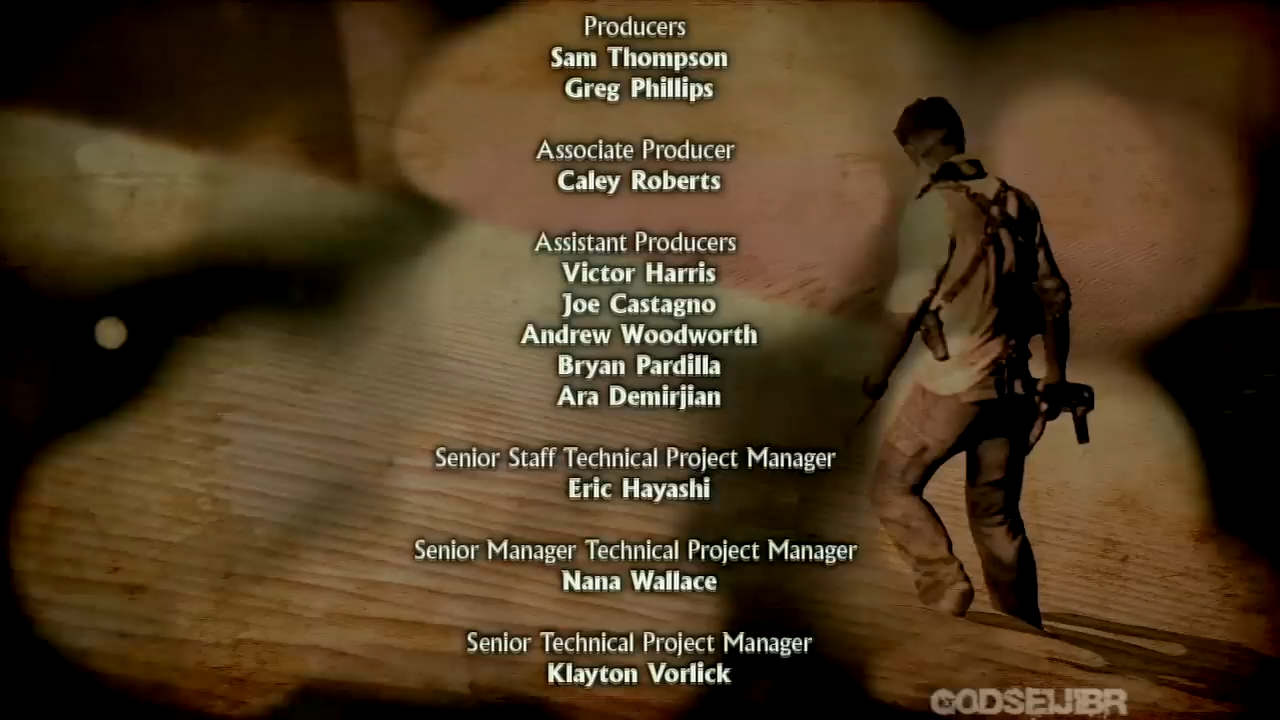 Producers
Sam Thompson
Greg Phillips
Associate Producer
Caley Roberts
Assistant Producers
Victor Harris
Joe Castagno
Andrew Woodworth
Bryan Pardilla
Ara Demirjian
Senior Staff Technical Project Manager
Eric Hayashi
Senior Manager Technical Project Manager
Nana Wallace
Senior Technical Project Manager
Klayton Vorlick
GODSEIJIBR